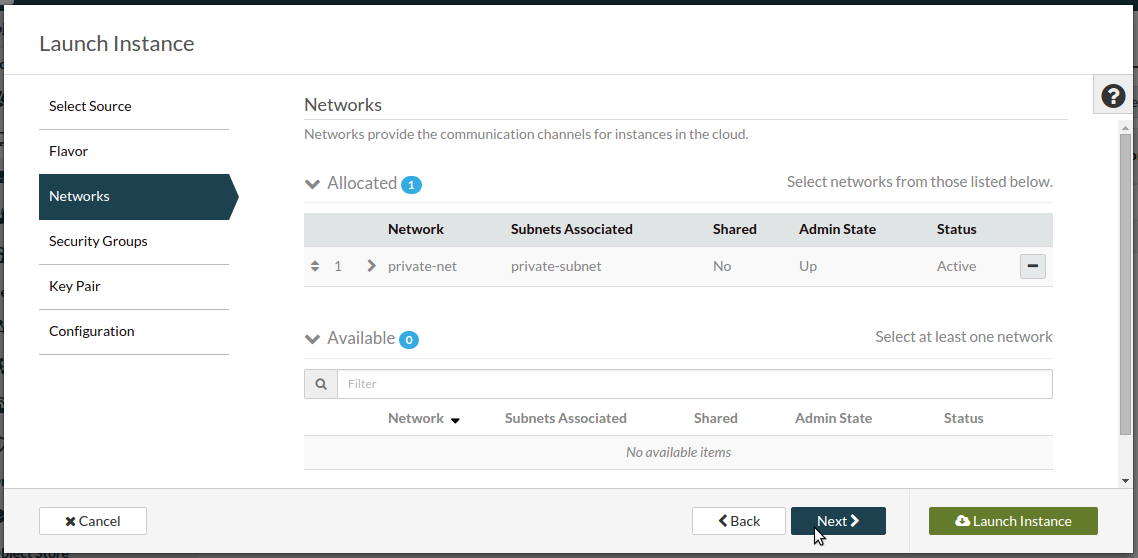 Launch Instance
Select Source
Flavor
Networks
Security Groups
Key Pair
Configuration
Networks
?
Networks provide the communication channels for instances in the cloud.
Allocated 1 Select networks from those listed below.
Network Subnets Associated Shared Admin State Status
1 private-net private-subnet No Up Active
Available 0 Select at least one network
Filter
Network Subnets Associated Shared Admin State Status
No available items
Cancel Back Next Launch Instance